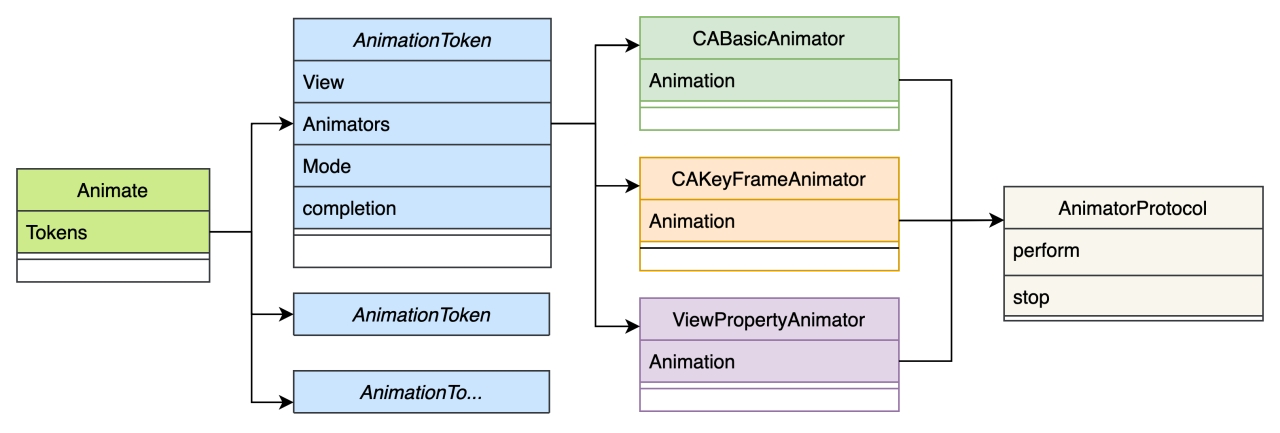 Animate
Tokens
AnimationToken
View
Animators
Mode
completion
AnimationToken
AnimationTo...
CABasicAnimator
Animation
CAKeyFrameAnimator
Animation
ViewPropertyAnimator
Animation
AnimatorProtocol
perform
stop